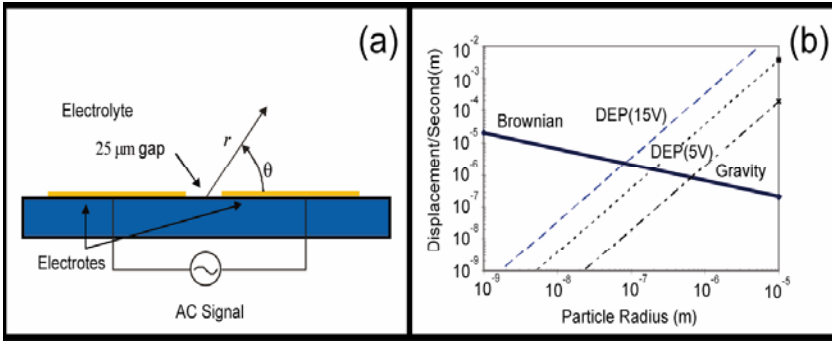 (a)
Electrolyte
25 μm gap
r
θ
Electrotes
AC Signal
(b)
Displacement/Second(m)
10⁻²
10⁻³
10⁻⁴
10⁻⁵
10⁻⁶
10⁻⁷
10⁻⁸
10⁻⁹
Brownian
DEP(15V)
DEP(5V)
Gravity
10⁻⁹
10⁻⁸
10⁻⁷
10⁻⁶
10⁻⁵
Particle Radius (m)